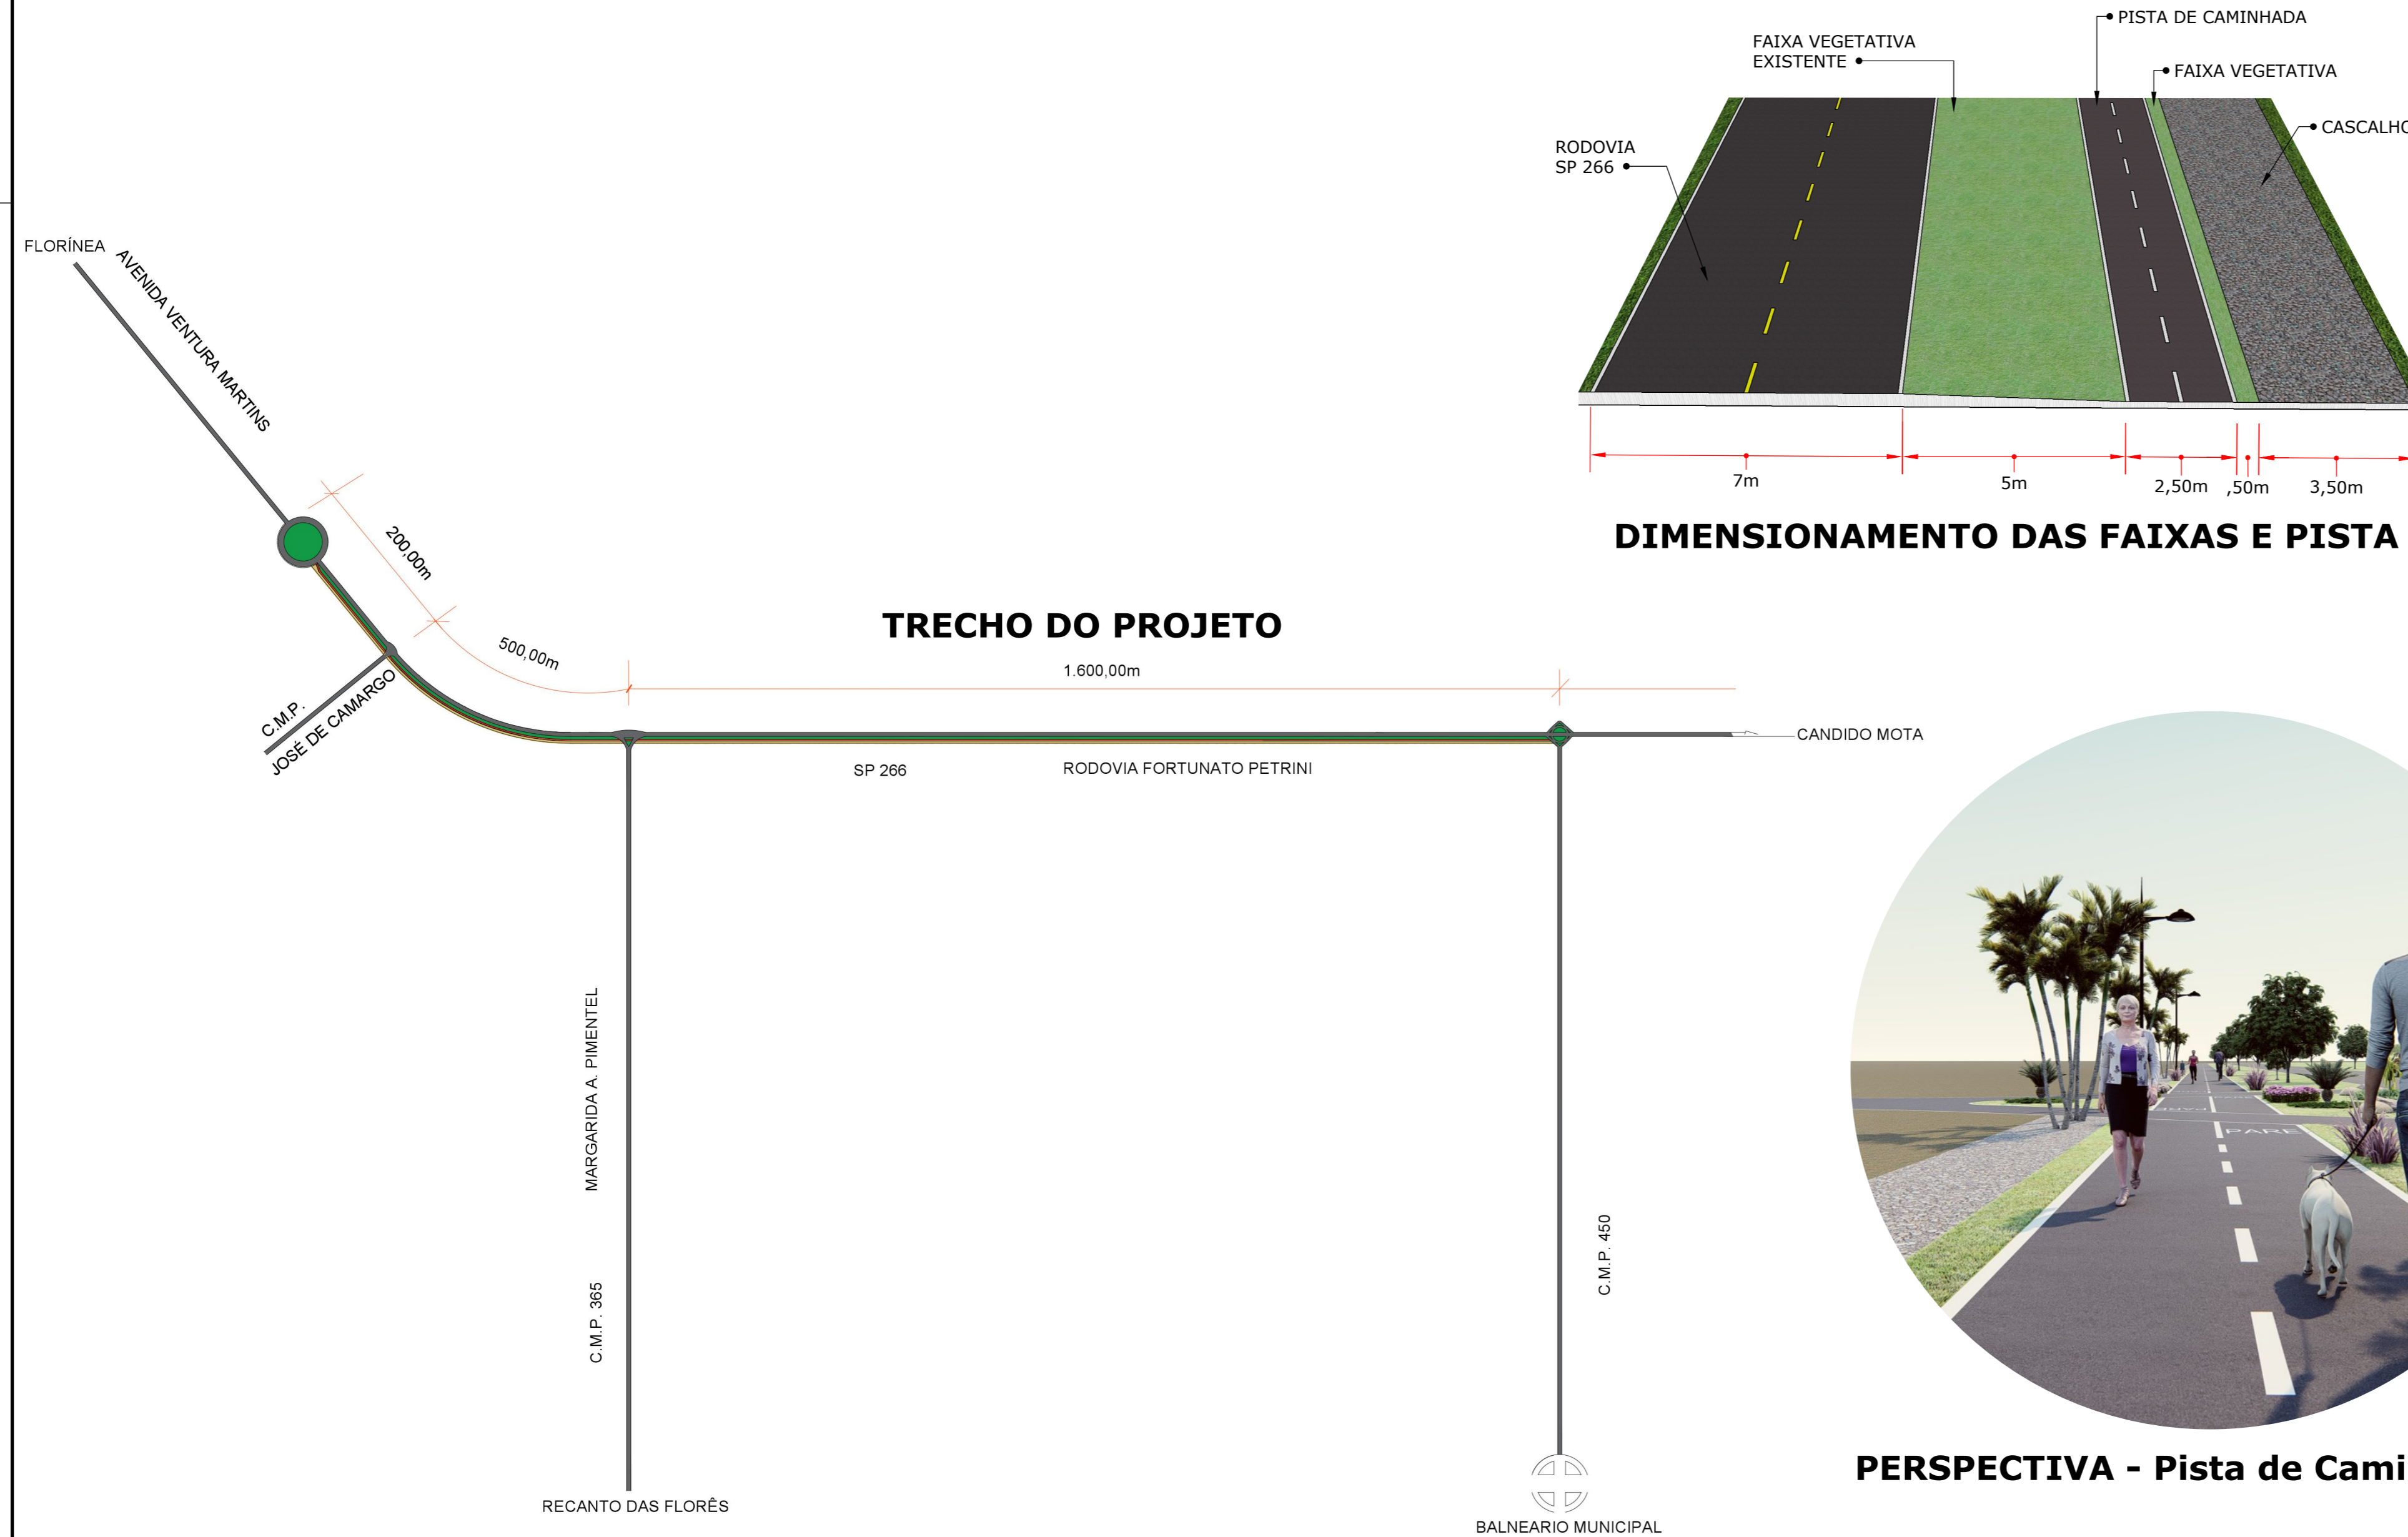 PISTA DE CAMINHADA
FAIXA VEGETATIVA
EXISTENTE
FAIXA VEGETATIVA
CASCALHO
RODOVIA
SP 266
7m
5m
2,50m
,50m
3,50m
DIMENSIONAMENTO DAS FAIXAS E PISTA
FLORÍNEA
AVENIDA VENTURA MARTINS
200,00m
500,00m
TRECHO DO PROJETO
1.600,00m
C.M.P.
JOSÉ DE CAMARGO
CANDIDO MOTA
SP 266
RODOVIA FORTUNATO PETRINI
MARGARIDA A. PIMENTEL
C.M.P. 365
C.M.P. 450
RECANTO DAS FLORÊS
BALNEARIO MUNICIPAL
PARE
PARE
PERSPECTIVA - Pista de Cami